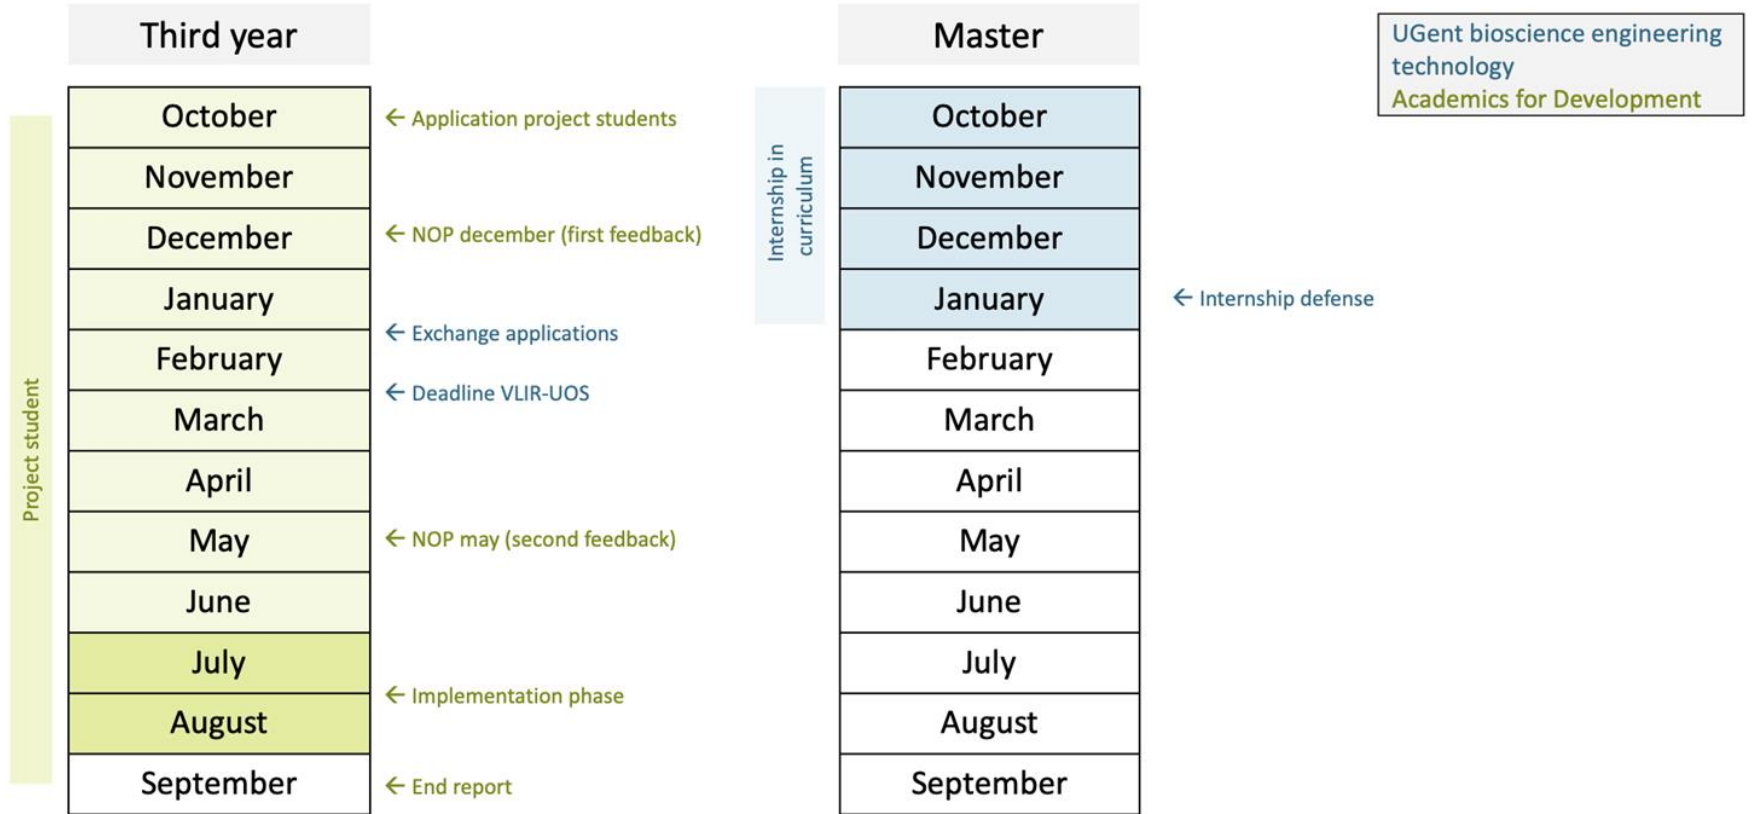 Third year
Master
UGent bioscience engineering
technology
Academics for Development
Project student
October
← Application project students
November
December
← NOP december (first feedback)
January
← Exchange applications
February
← Deadline VLIR-UOS
March
April
May
← NOP may (second feedback)
June
July
← Implementation phase
August
September
← End report
Internship in
curriculum
October
November
December
January
← Internship defense
February
March
April
May
June
July
August
September